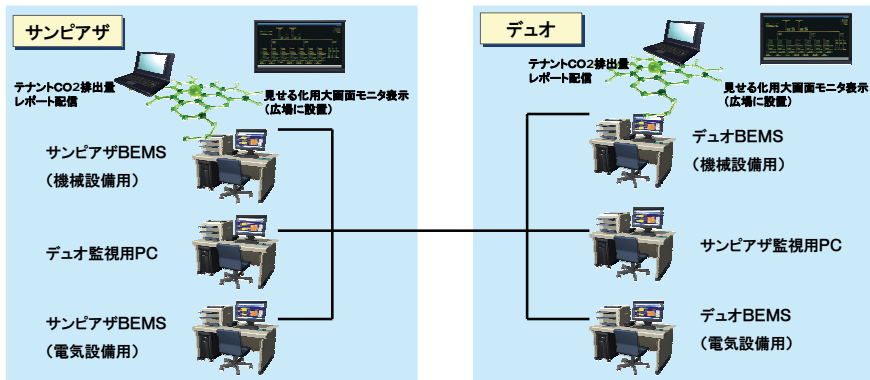 サンピアザ
テナントCO2排出量
レポート配信
見せる化用大画面モニタ表示
(広場に設置)
サンピアザBEMS
(機械設備用)
デュオ監視用PC
サンピアザBEMS
(電気設備用)
デュオ
テナントCO2排出量
レポート配信
見せる化用大画面モニタ表示
(広場に設置)
デュオBEMS
(機械設備用)
サンピアザ監視用PC
デュオBEMS
(電気設備用)